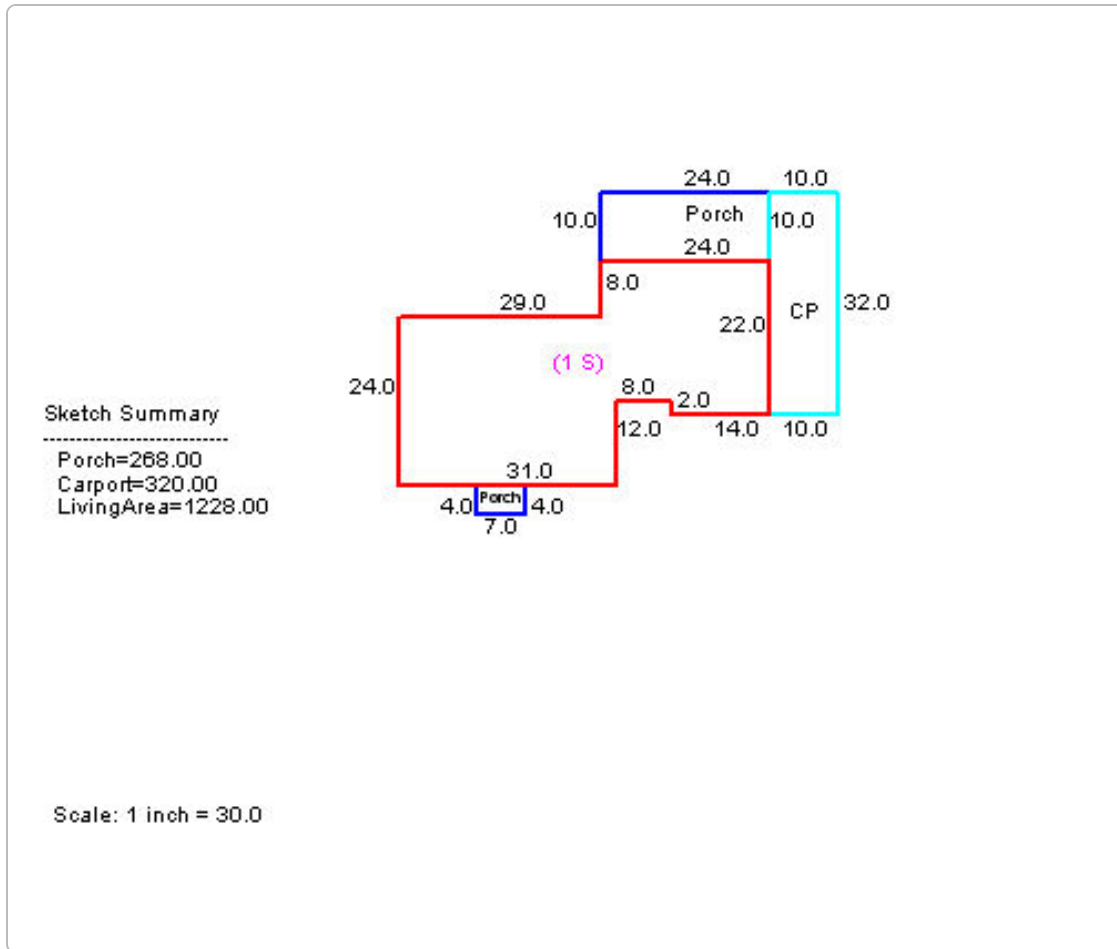 24.0 10.0
10.0 Porch 10.0
24.0
8.0
29.0 CP 32.0
22.0
(1 S)
24.0 8.0
2.0
Sketch Summary
---------------------------
12.0 14.0 10.0
Porch=268.00
31.0
Carport=320.00
Porch
LivingArea=1228.00 4.0 4.0
7.0
Scale: 1 inch = 30.0